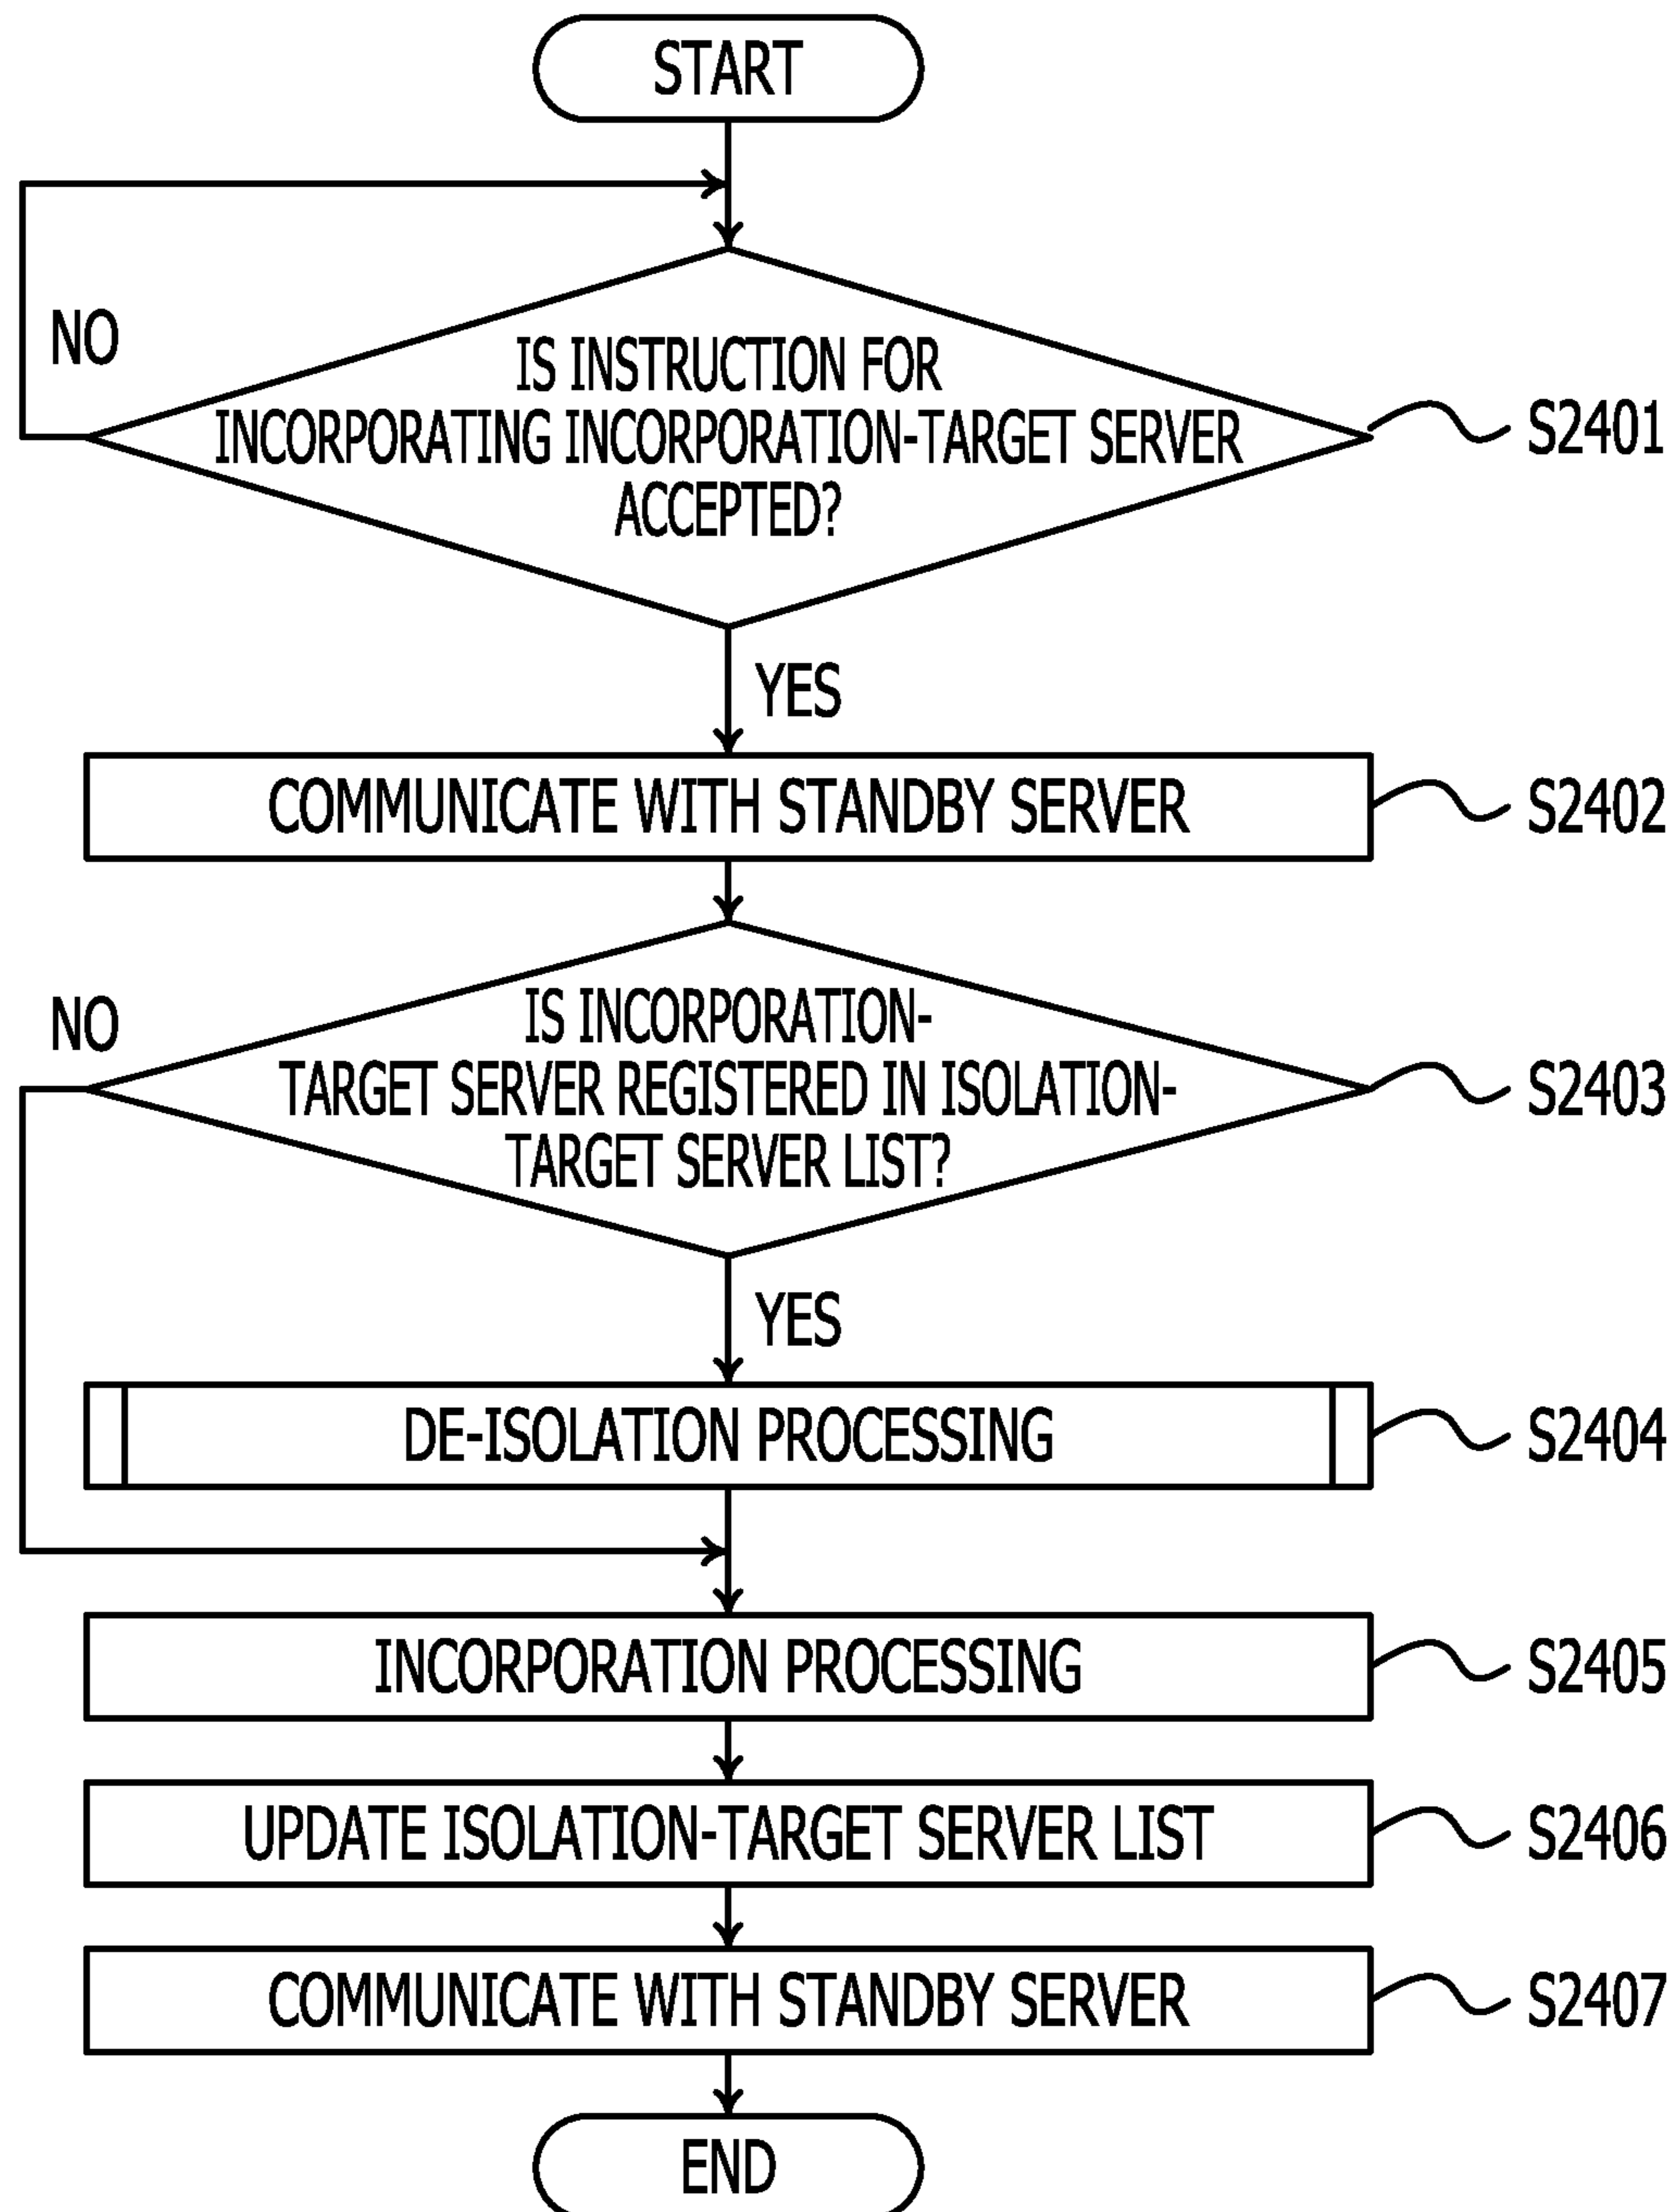 START
NO
IS INSTRUCTION FOR
INCORPORATING INCORPORATION-TARGET SERVER
ACCEPTED?
S2401
YES
COMMUNICATE WITH STANDBY SERVER
S2402
NO
IS INCORPORATION-
TARGET SERVER REGISTERED IN ISOLATION-
TARGET SERVER LIST?
S2403
YES
DE-ISOLATION PROCESSING
S2404
INCORPORATION PROCESSING
S2405
UPDATE ISOLATION-TARGET SERVER LIST
S2406
COMMUNICATE WITH STANDBY SERVER
S2407
END